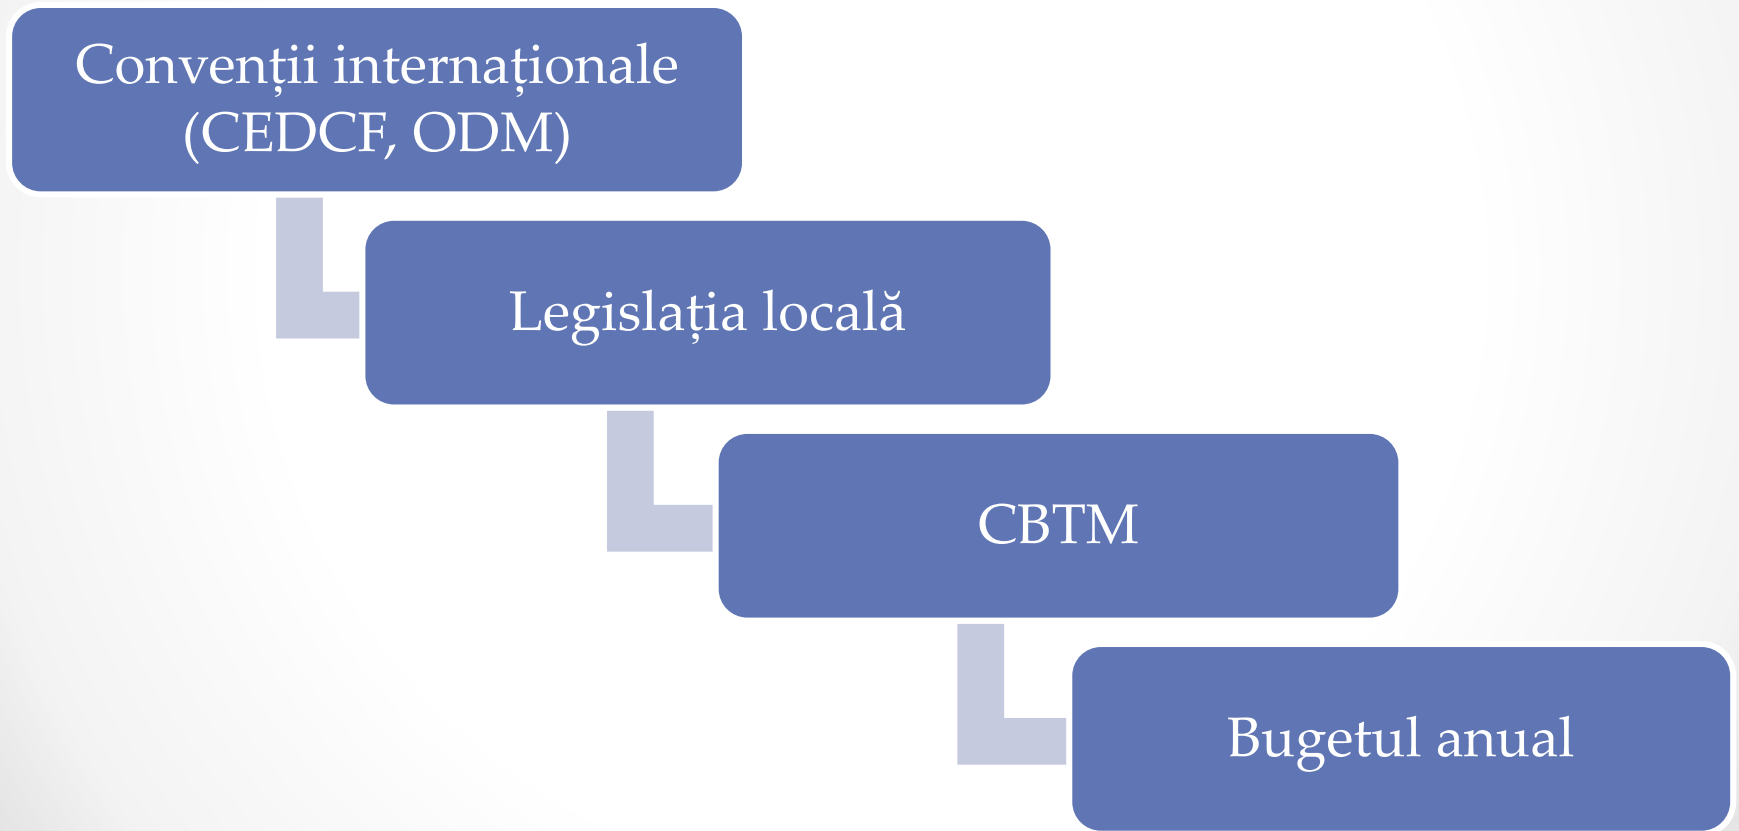 Convenții internaționale
(CEDCF, ODM)
Legislația locală
CBTM
Bugetul anual